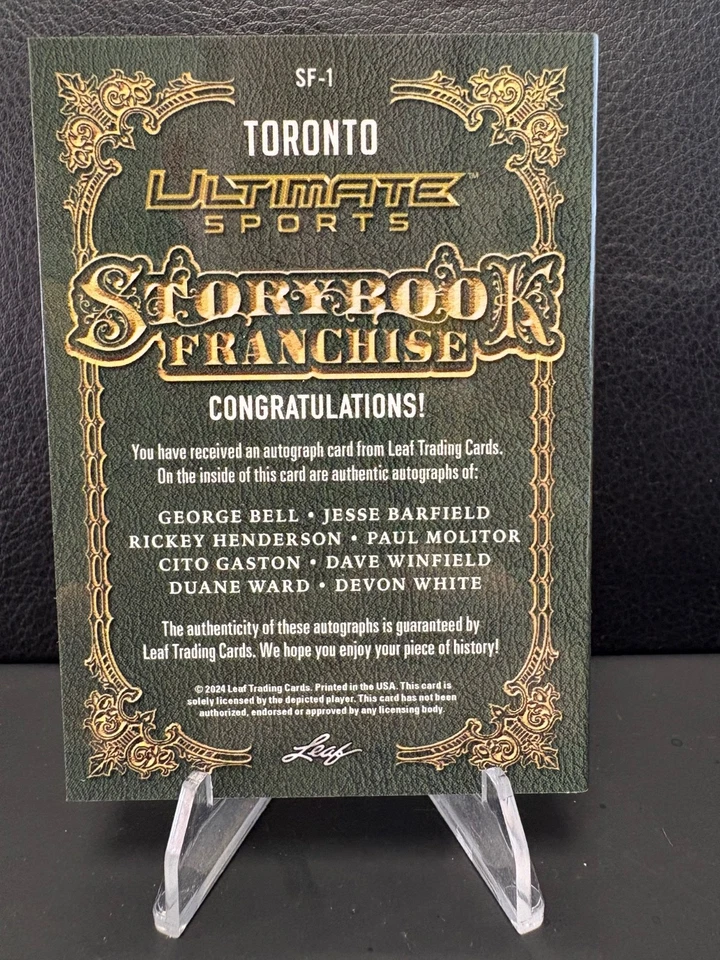 SF-1
TORONTO
ULTIMATE™
SPORTS
STORYBOOK
FRANCHISE
CONGRATULATIONS!
You have received an autograph card from Leaf Trading Cards.
On the inside of this card are authentic autographs of:
GEORGE BELL • JESSE BARFIELD
RICKEY HENDERSON • PAUL MOLITOR
CITO GASTON • DAVE WINFIELD
DUANE WARD • DEVON WHITE
The authenticity of these autographs is guaranteed by
Leaf Trading Cards. We hope you enjoy your piece of history!
© 2024 Leaf Trading Cards. Printed in the USA. This card is
solely licensed by the depicted player. This card has not been
authorized, endorsed or approved by any licensing body.
Leaf